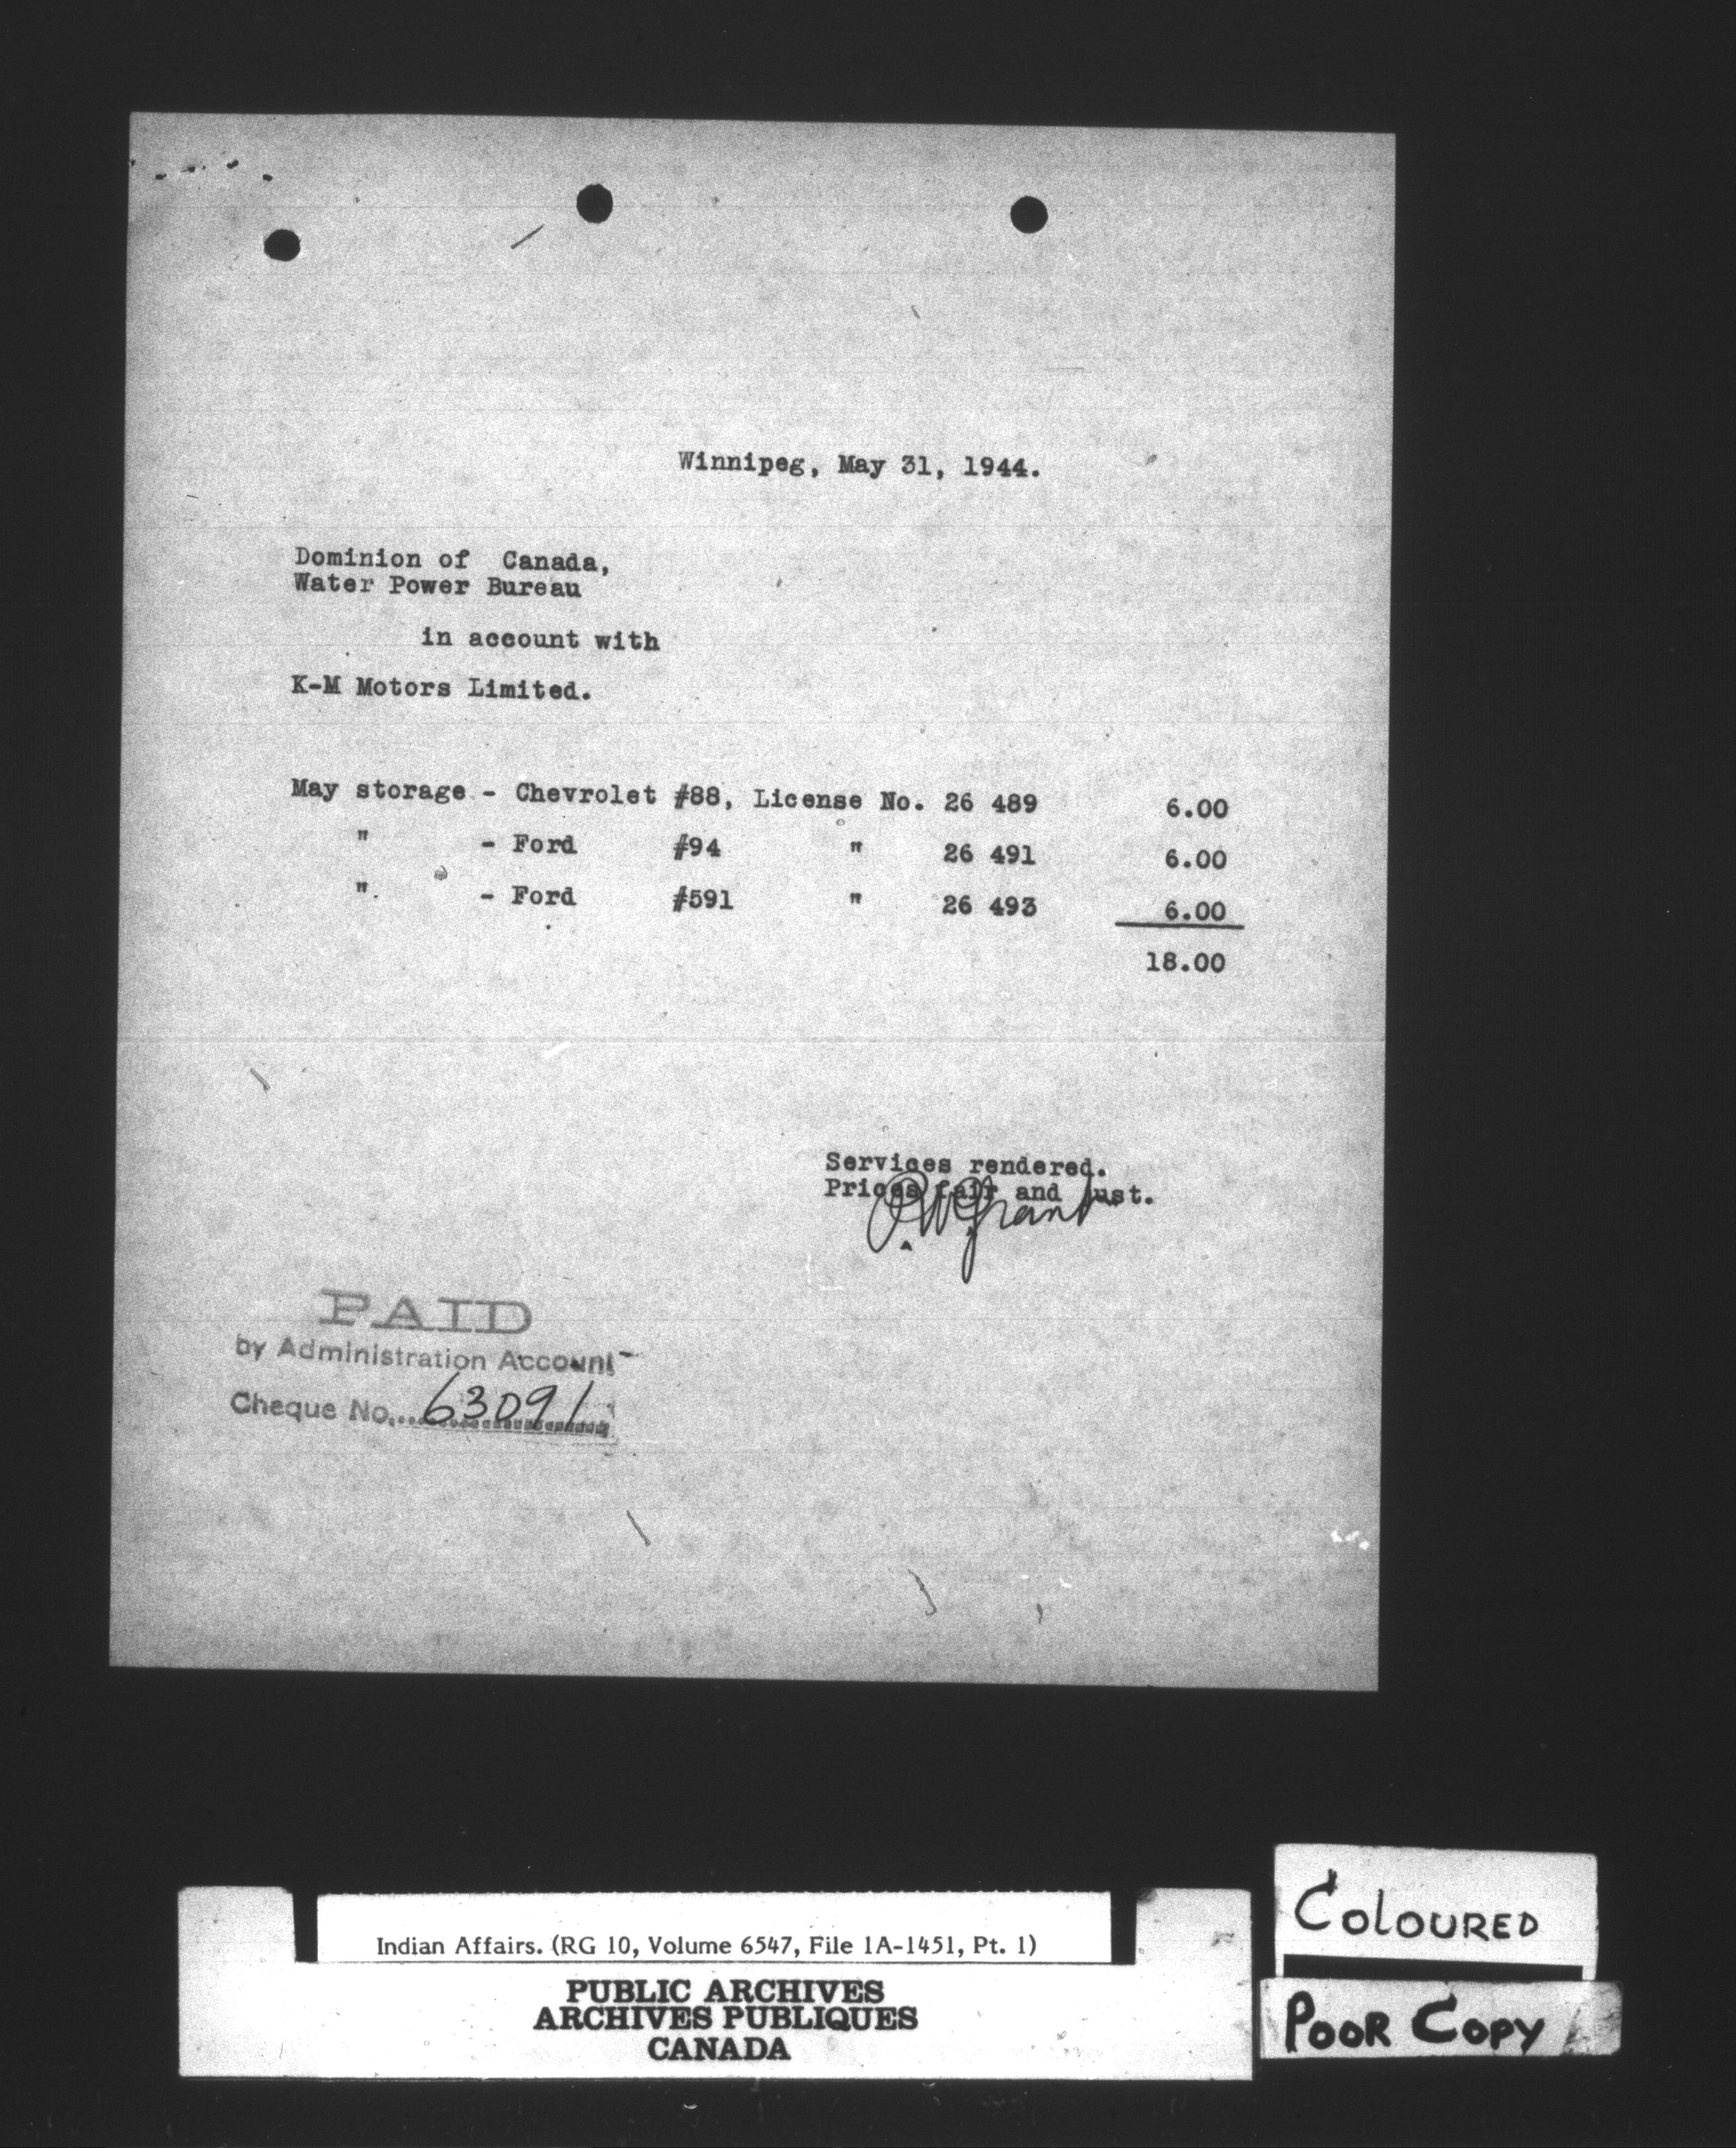 Winnipeg, May 31, 1944.
Dominion of Canada,
Water Power Bureau
in account with
K-M Motors Limited.
May storage - Chevrolet #88, License No. 26 489 6.00
" - Ford #94 " 26 491 6.00
" - Ford #591 " 26 493 6.00
18.00
Services rendered.
Prices fair and just.
PAID
by Administration Account
Cheque No. 63091
Indian Affairs. (RG 10, Volume 6547, File 1A-1451, Pt. 1)
PUBLIC ARCHIVES
ARCHIVES PUBLIQUES
CANADA
COLOURED
POOR COPY